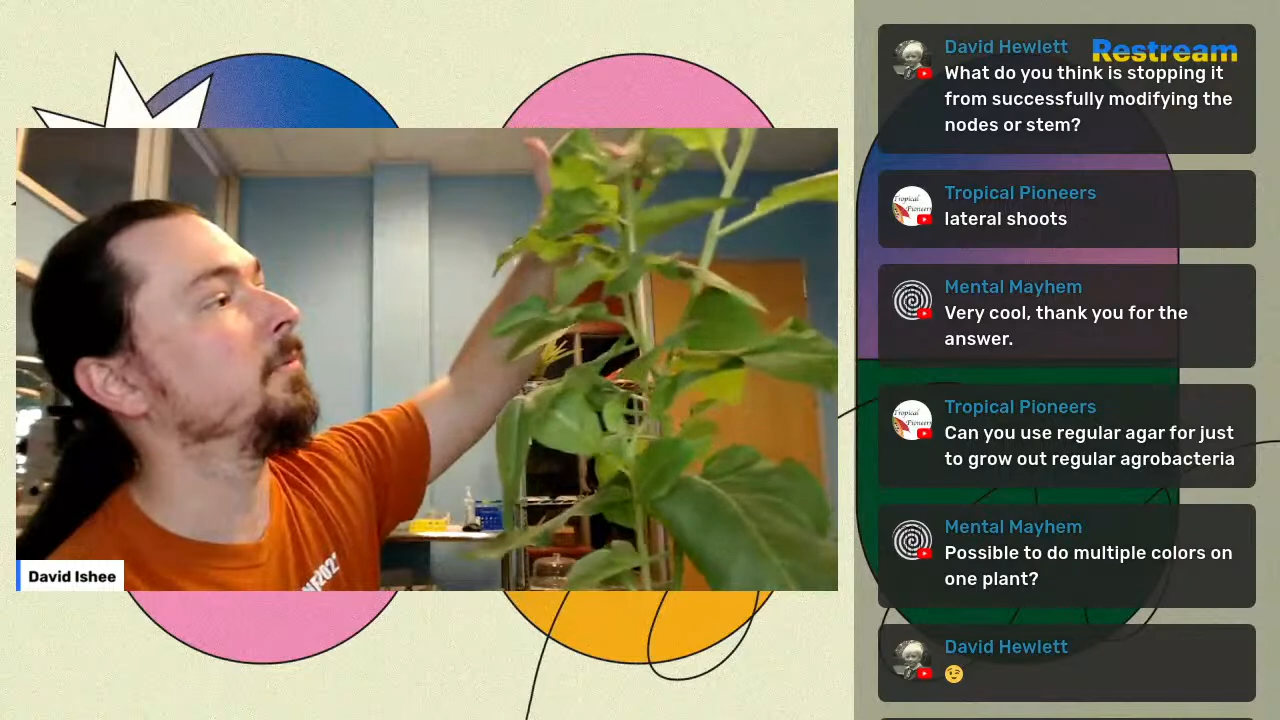 David Hewlett
Restream
What do you think is stopping it
from successfully modifying the
nodes or stem?
Tropical Pioneers
lateral shoots
Mental Mayhem
Very cool, thank you for the
answer.
Tropical Pioneers
Can you use regular agar for just
to grow out regular agrobacteria
Mental Mayhem
Possible to do multiple colors on
one plant?
David Hewlett
😉
David Ishee